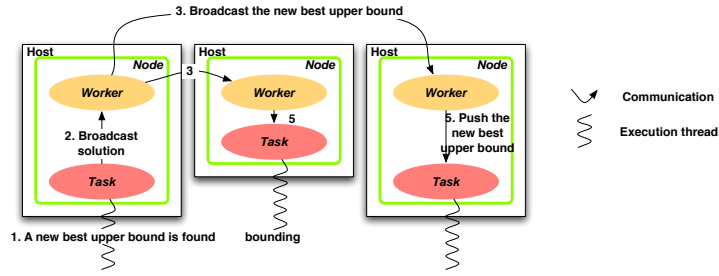 3. Broadcast the new best upper bound
Host
Node
Worker
2. Broadcast
solution
Task
1. A new best upper bound is found
3
Host
Node
Worker
5
Task
bounding
Host
Node
Worker
5. Push the
new best
upper bound
Task
Communication
Execution thread